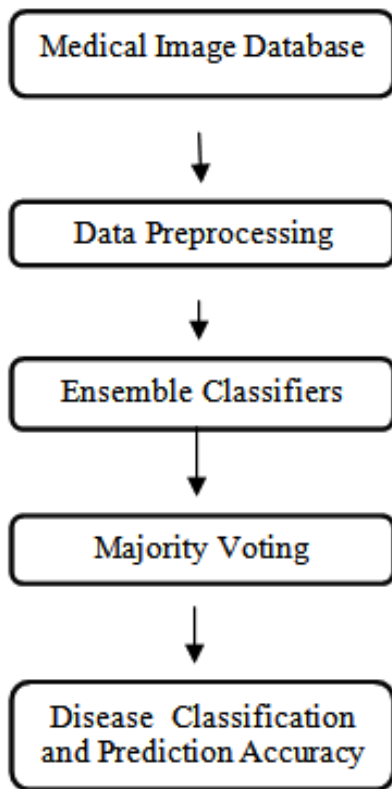 Medical Image Database
Data Preprocessing
Ensemble Classifiers
Majority Voting
Disease Classification
and Prediction Accuracy